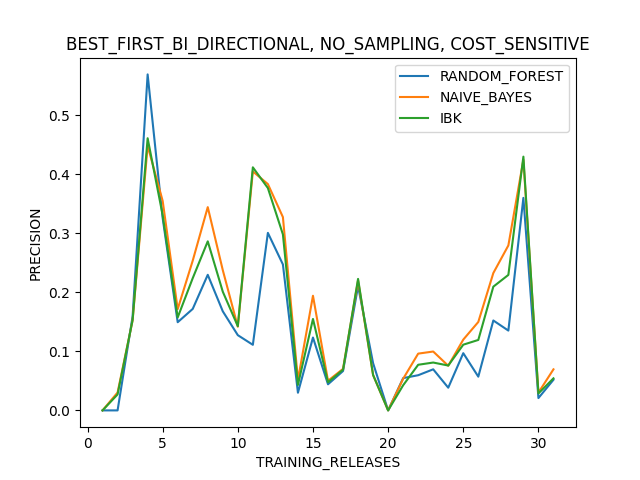 BEST_FIRST_BI_DIRECTIONAL, NO_SAMPLING, COST_SENSITIVE
RANDOM_FOREST
NAIVE_BAYES
IBK
PRECISION
0.5
0.4
0.3
0.2
0.1
0.0
0 5 10 15 20 25 30
TRAINING_RELEASES